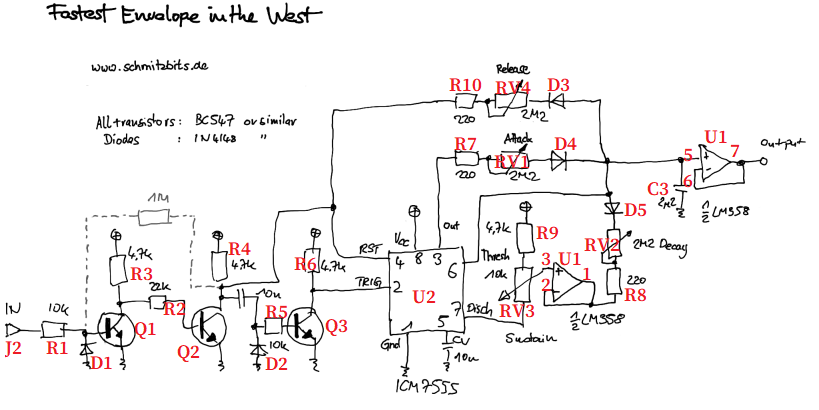 Fastest Envelope in the West
www.schmitzbits.de
All transistors: BC547 or similar
Diodes : 1N4148 "
Release
R10 RV4 D3
220 2M2
Attack
R7 RV1 D4
220 2M2
U1
Output
5 7
6
C3
2M2
1/2 LM358
1M
D5
RV2 2M2 Decay
220
R8
4,7k R9
Vcc Out
RST 4 8 3 6 Thresh
10k
3 U1 1
2
RV3
1/2 LM358
Sustain
TRIG 2 U2
7 Disch
1 5
Gnd CV
10n
ICM7555
4,7k
R3
R4
4.7k
R6 4,7k
22k
R2
10n
IN 10k
J2 R1
D1
Q1
Q2
R5
10k
D2
Q3